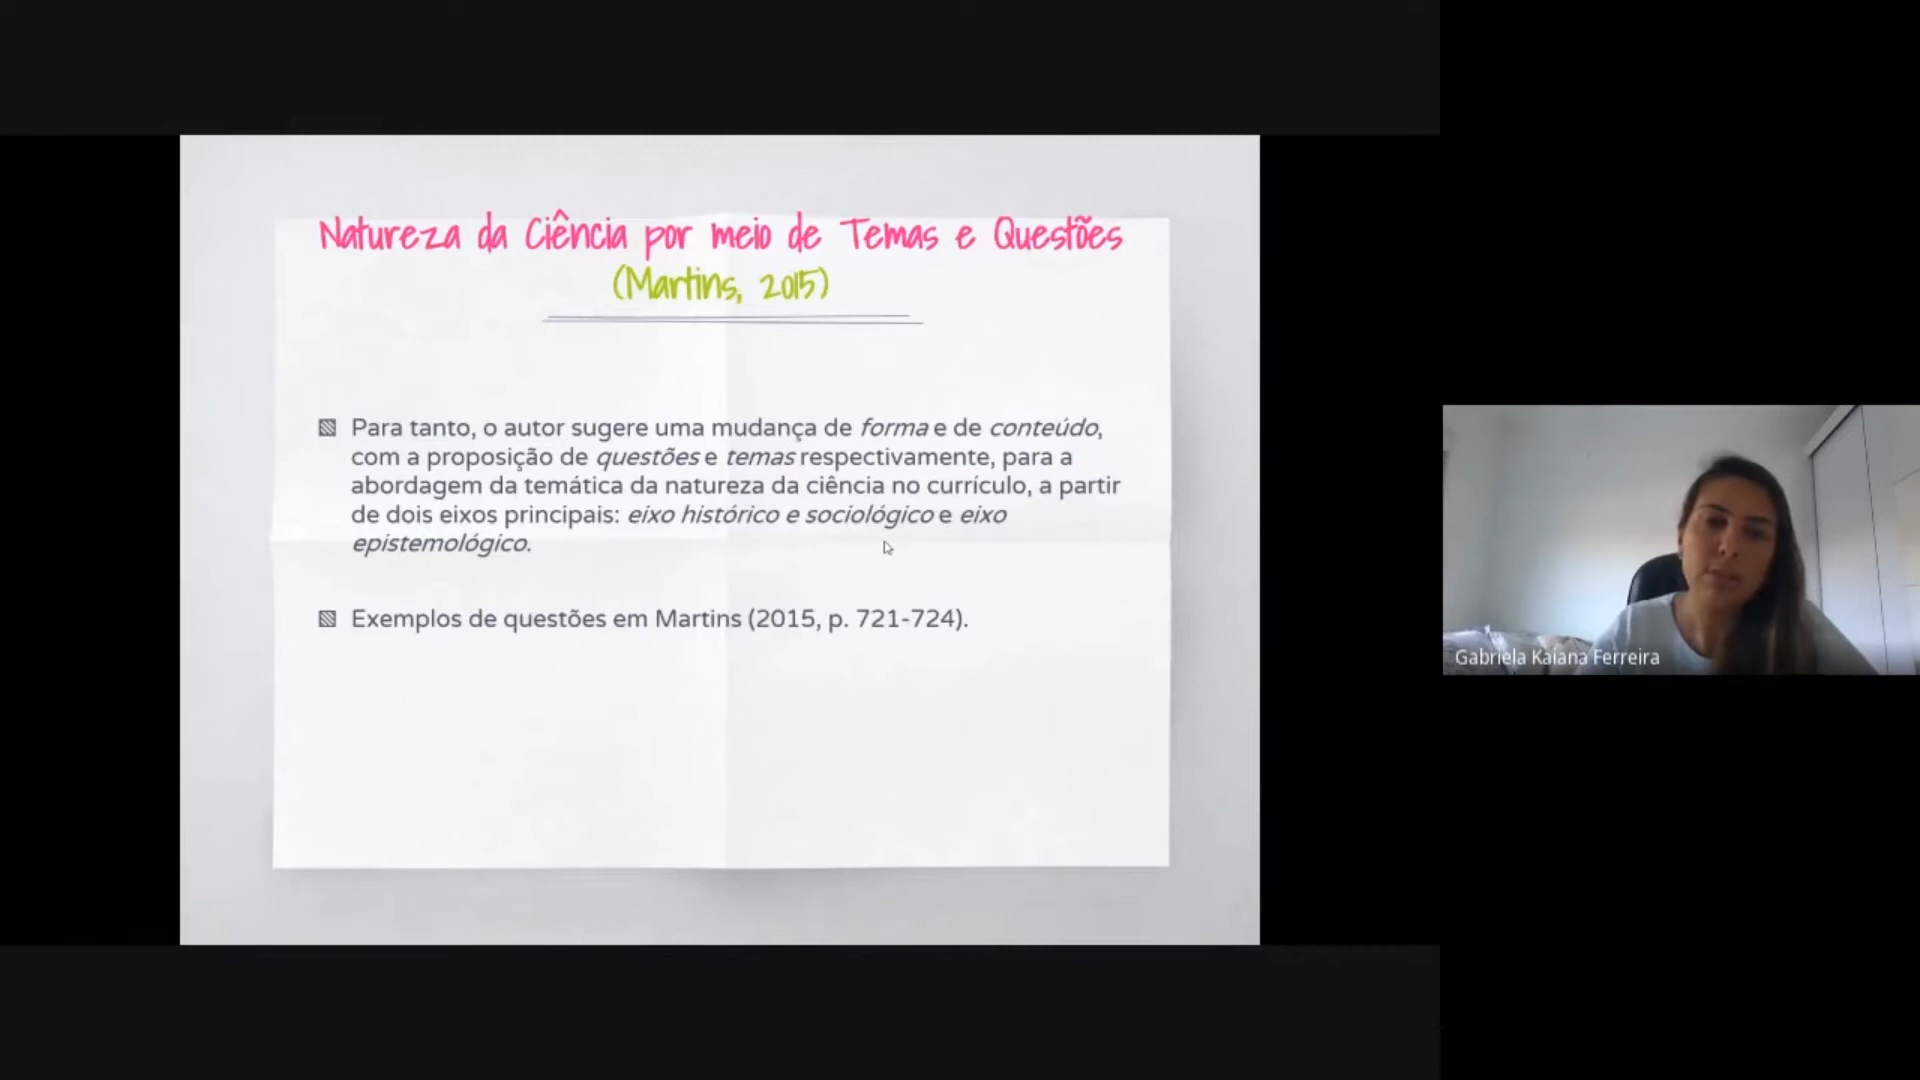 Natureza da Ciência por meio de Temas e Questões
(Martins, 2015)
Para tanto, o autor sugere uma mudança de forma e de conteúdo,
com a proposição de questões e temas respectivamente, para a
abordagem da temática da natureza da ciência no currículo, a partir
de dois eixos principais: eixo histórico e sociológico e eixo
epistemológico.
Exemplos de questões em Martins (2015, p. 721-724).
Gabriela Kaiana Ferreira